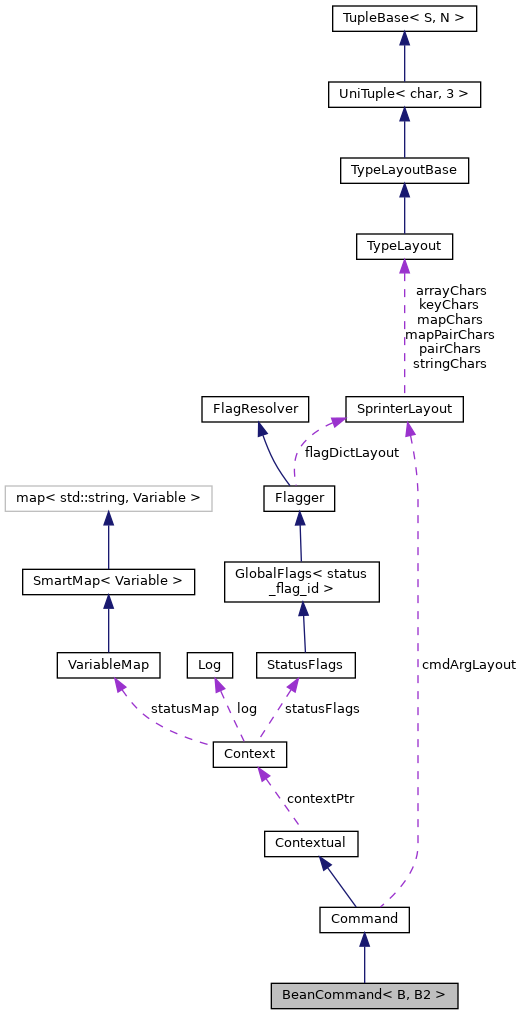 TupleBase< S, N >
UniTuple< char, 3 >
TypeLayoutBase
TypeLayout
arrayChars
keyChars
mapChars
mapPairChars
pairChars
stringChars
FlagResolver
SprinterLayout
flagDictLayout
map< std::string, Variable >
Flagger
SmartMap< Variable >
GlobalFlags< status
_flag_id >
VariableMap
Log
StatusFlags
cmdArgLayout
statusMap
log
statusFlags
Context
contextPtr
Contextual
Command
BeanCommand< B, B2 >